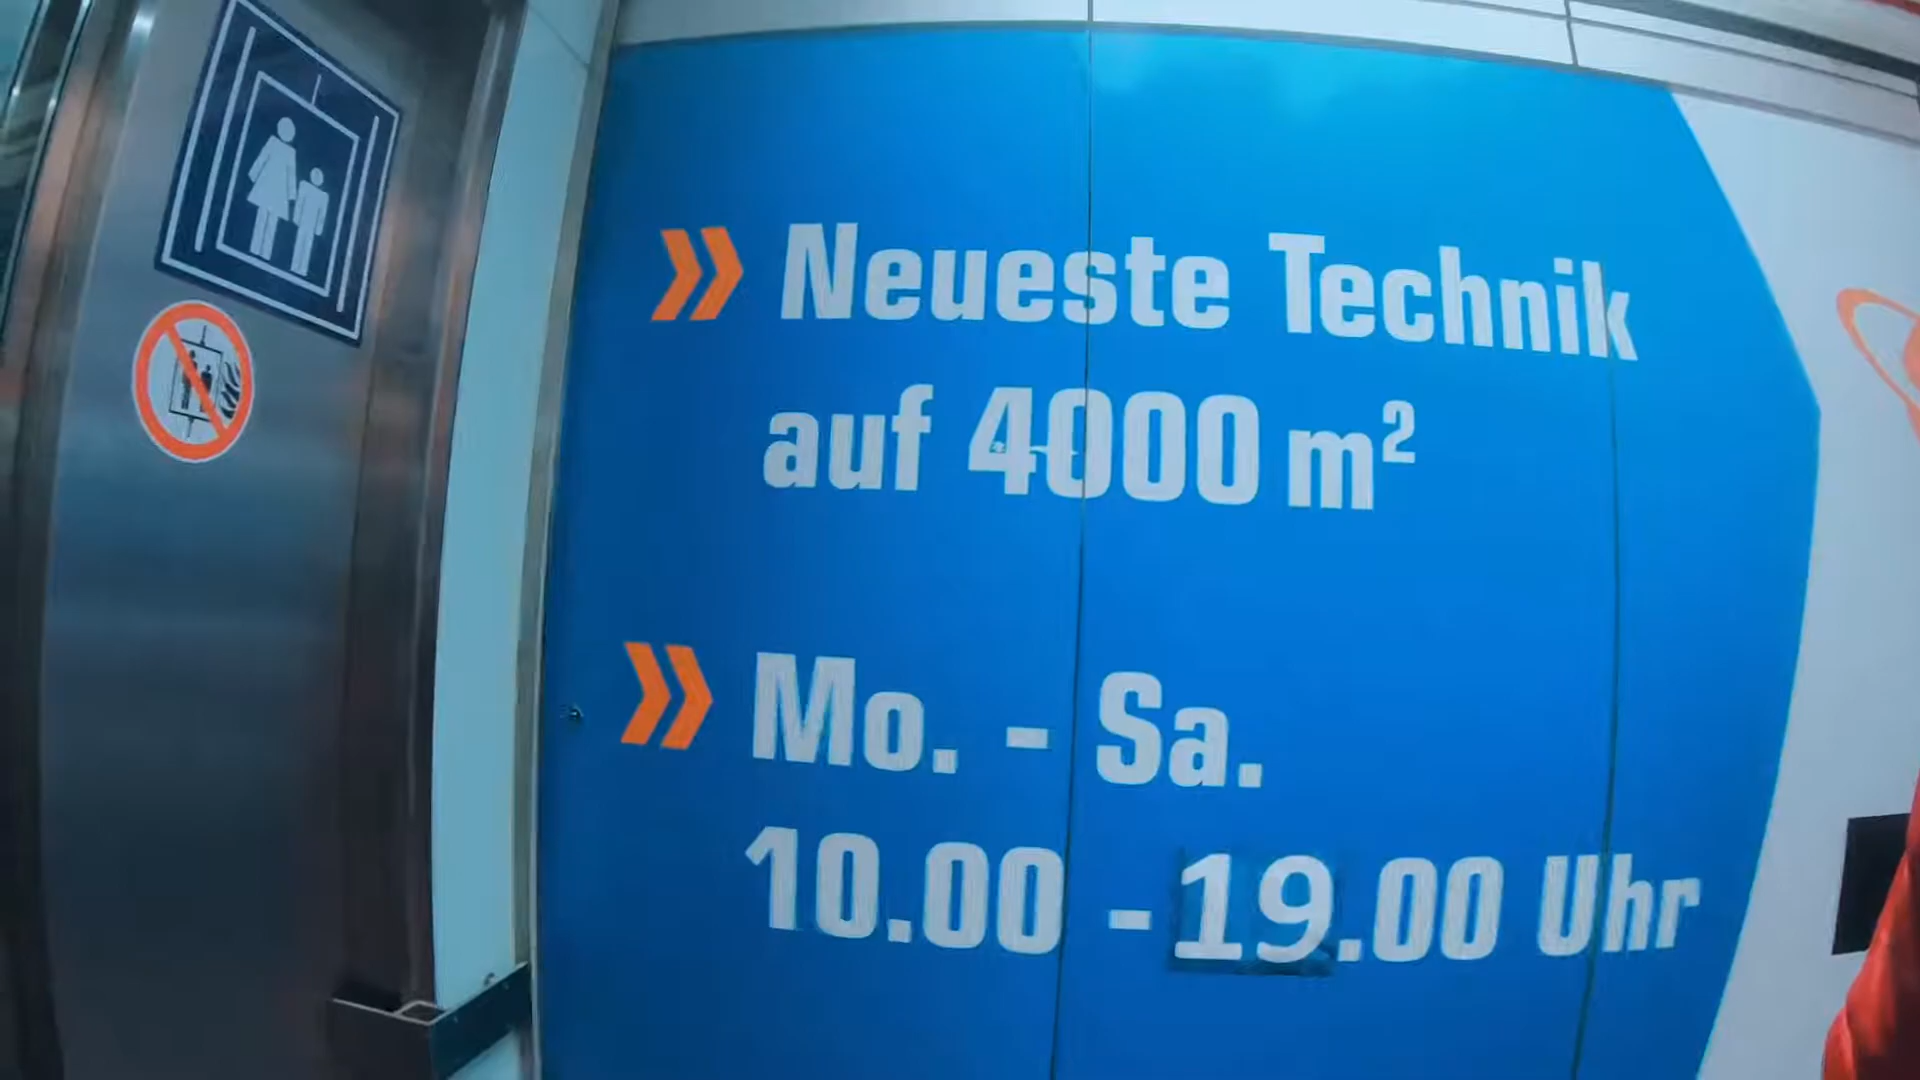 » Neueste Technik
auf 4000 m²
» Mo. - Sa.
10.00 - 19.00 Uhr